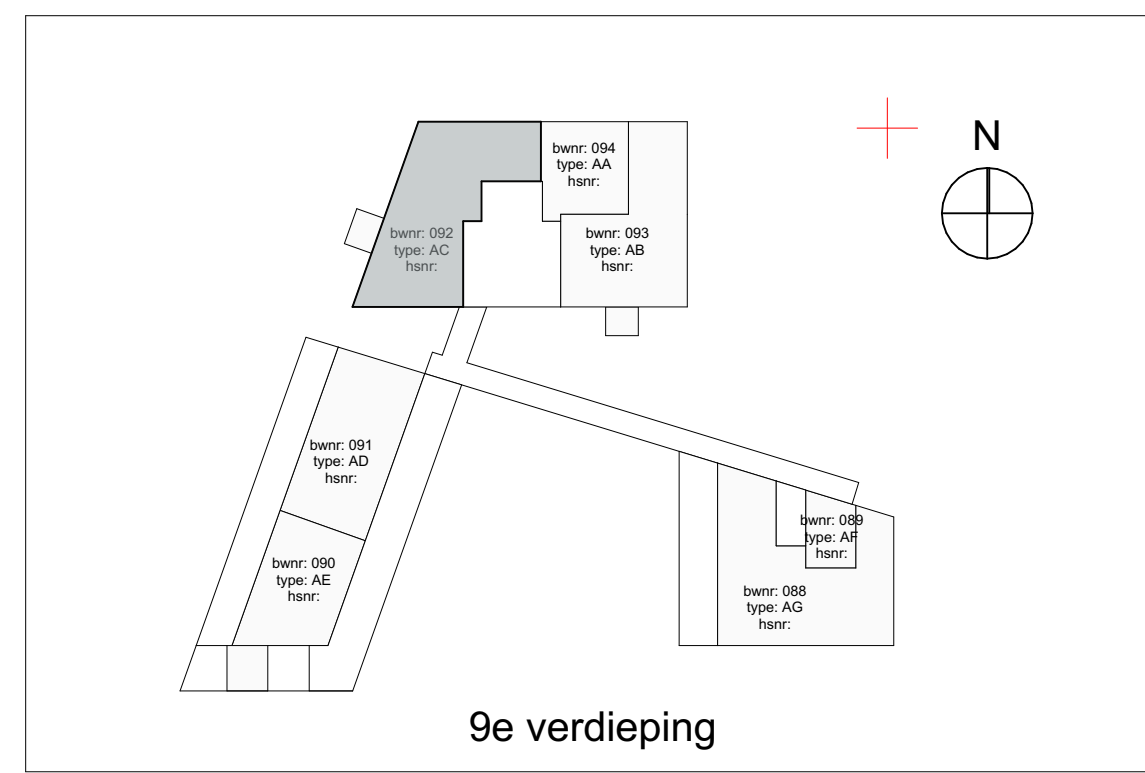 N
bwnr: 094
type: AA
hsnr:
bwnr: 092
type: AC
hsnr:
bwnr: 093
type: AB
hsnr:
bwnr: 091
type: AD
hsnr:
bwnr: 090
type: AE
hsnr:
bwnr: 089
type: AF
hsnr:
bwnr: 088
type: AG
hsnr:
9e verdieping